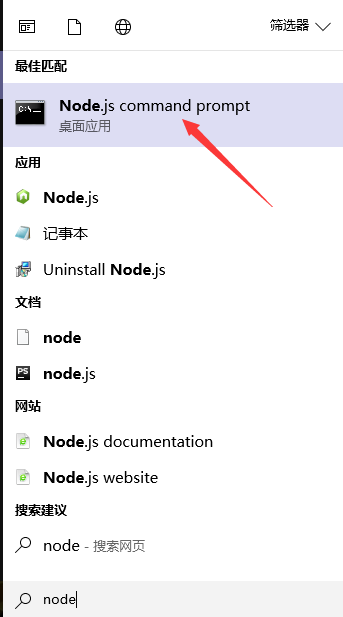 筛选器
最佳匹配
C:\_
Node.js command prompt
桌面应用
应用
Node.js
记事本
Uninstall Node.js
文档
node
PS
node.js
网站
Node.js documentation
Node.js website
搜索建议
node - 搜索网页
node